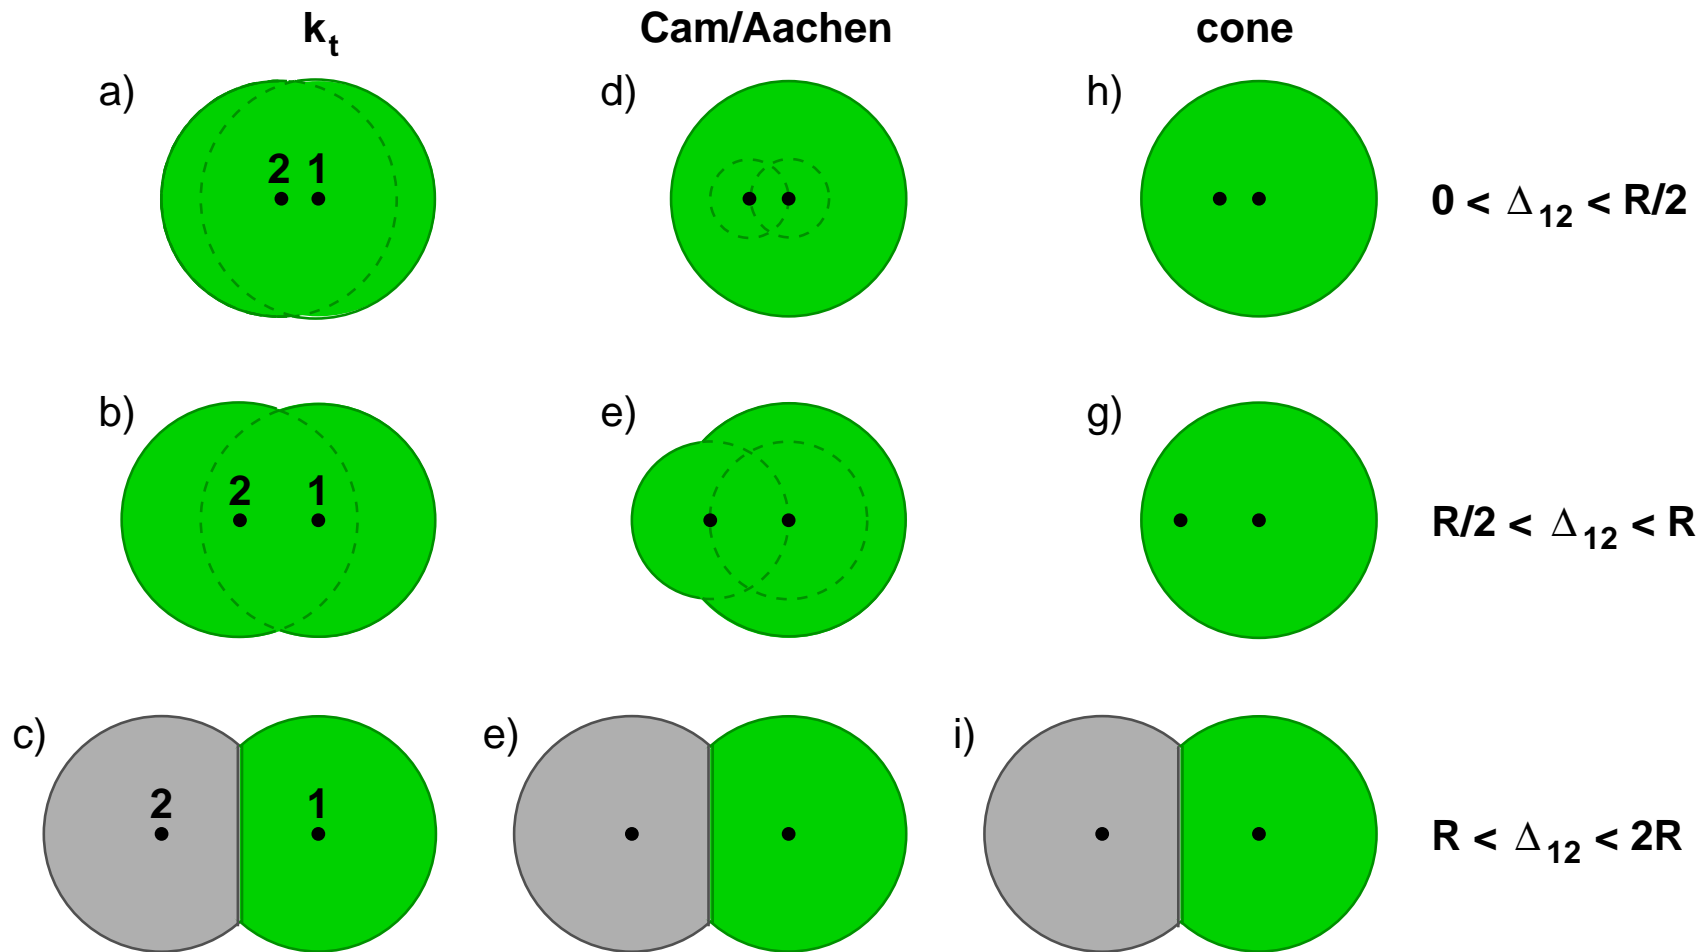 kt Cam/Aachen cone
a) d) h)
2 1
0 < Δ12 < R/2
b) e) g)
2 1
R/2 < Δ12 < R
c) e) i)
2 1
R < Δ12 < 2R